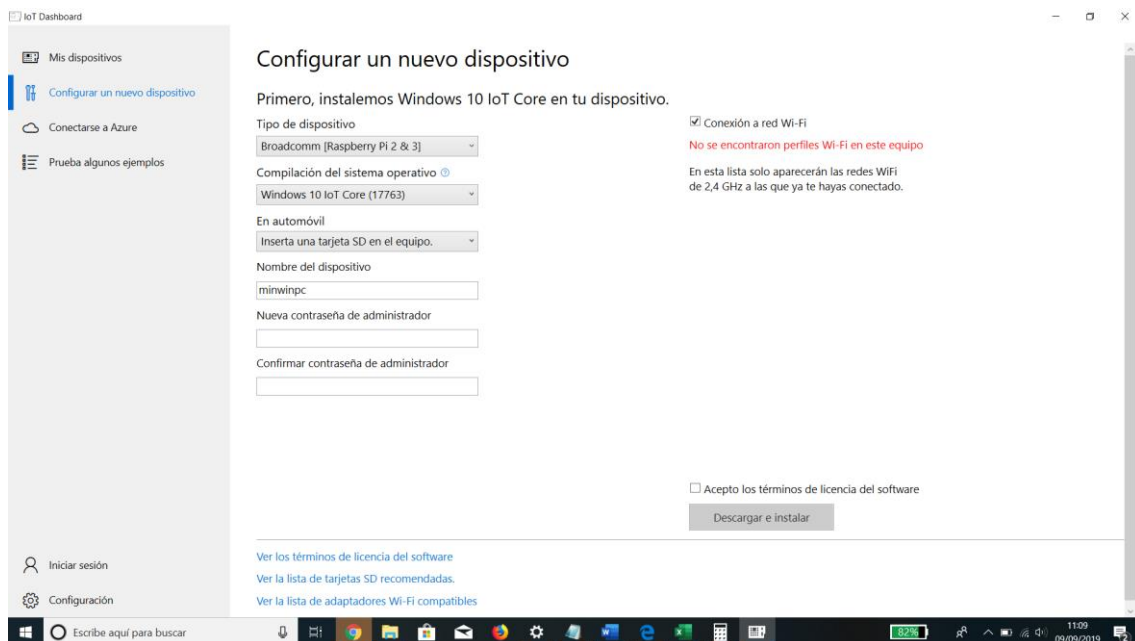 IoT Dashboard
Mis dispositivos
Configurar un nuevo dispositivo
Conectarse a Azure
Prueba algunos ejemplos
Iniciar sesión
Configuración
Configurar un nuevo dispositivo
Primero, instalemos Windows 10 IoT Core en tu dispositivo.
Tipo de dispositivo
Broadcomm [Raspberry Pi 2 & 3]
Compilación del sistema operativo ?
Windows 10 IoT Core (17763)
En automóvil
Inserta una tarjeta SD en el equipo.
Nombre del dispositivo
minwinpc
Nueva contraseña de administrador
Confirmar contraseña de administrador
Conexión a red Wi-Fi
No se encontraron perfiles Wi-Fi en este equipo
En esta lista solo aparecerán las redes WiFi
de 2,4 GHz a las que ya te hayas conectado.
Acepto los términos de licencia del software
Descargar e instalar
Ver los términos de licencia del software
Ver la lista de tarjetas SD recomendadas.
Ver la lista de adaptadores Wi-Fi compatibles
Escribe aquí para buscar
82%
11:09
09/09/2019